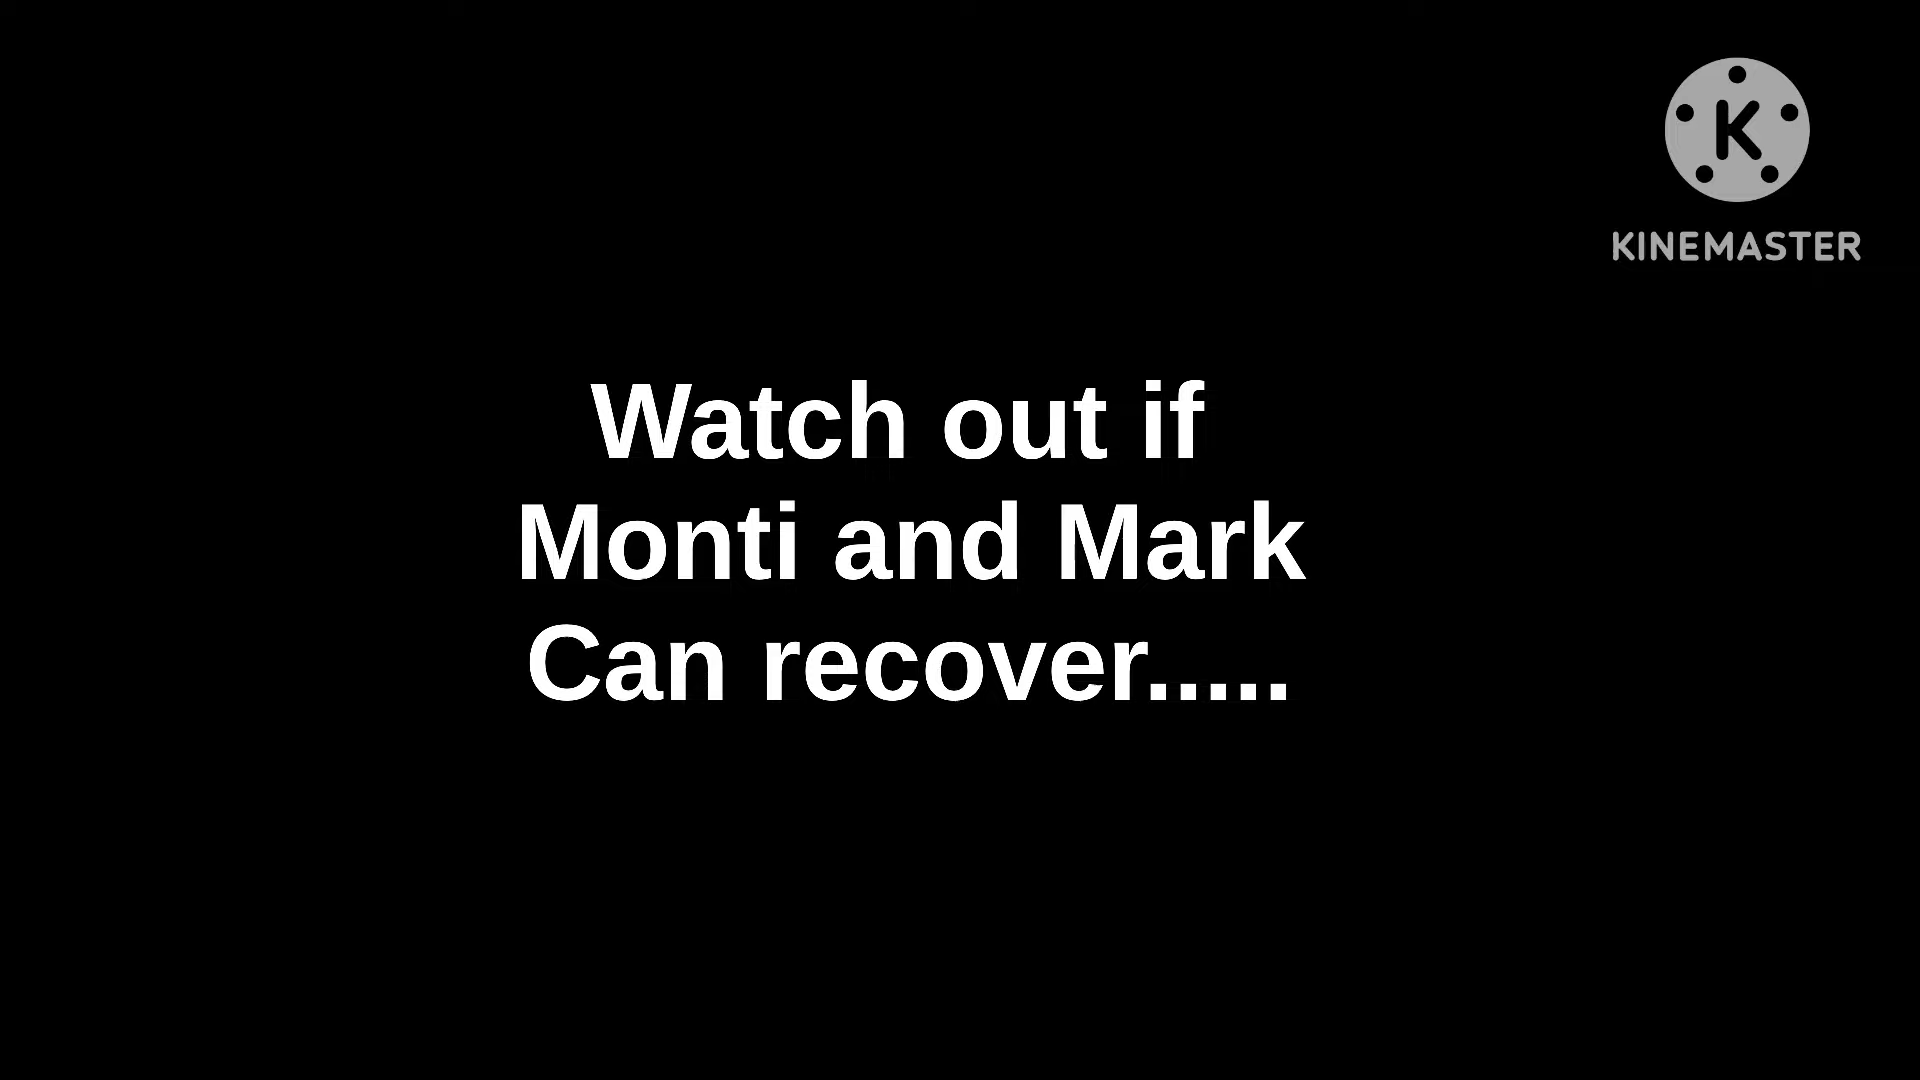 K
KINEMASTER
Watch out if
Monti and Mark
Can recover.....